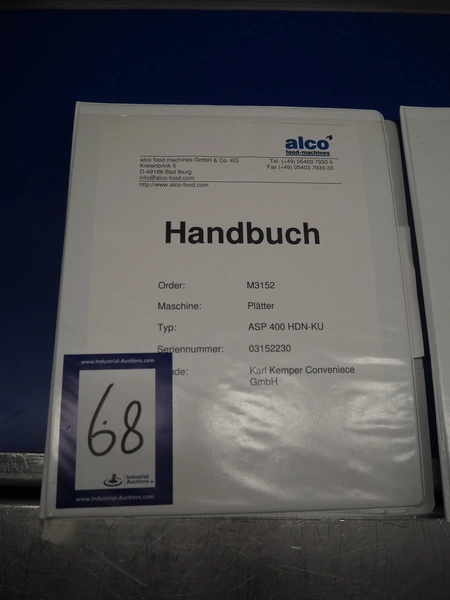 alco
food-machines
alco food machines GmbH & Co. KG
Kreienbrink 5
D-49186 Bad Iburg
info@alco-food.com
http://www.alco-food.com
Tel. (+49) 05403 7933-0
Fax (+49) 05403 7933-33
Handbuch
Order: M3152
Maschine: Plätter
Typ: ASP 400 HDN-KU
Seriennummer: 03152230
nde: Karl Kemper Conveniece
GmbH
www.Industrial-Auctions.com
68
Industrial
Auctions
www.Industrial-Auctions.com